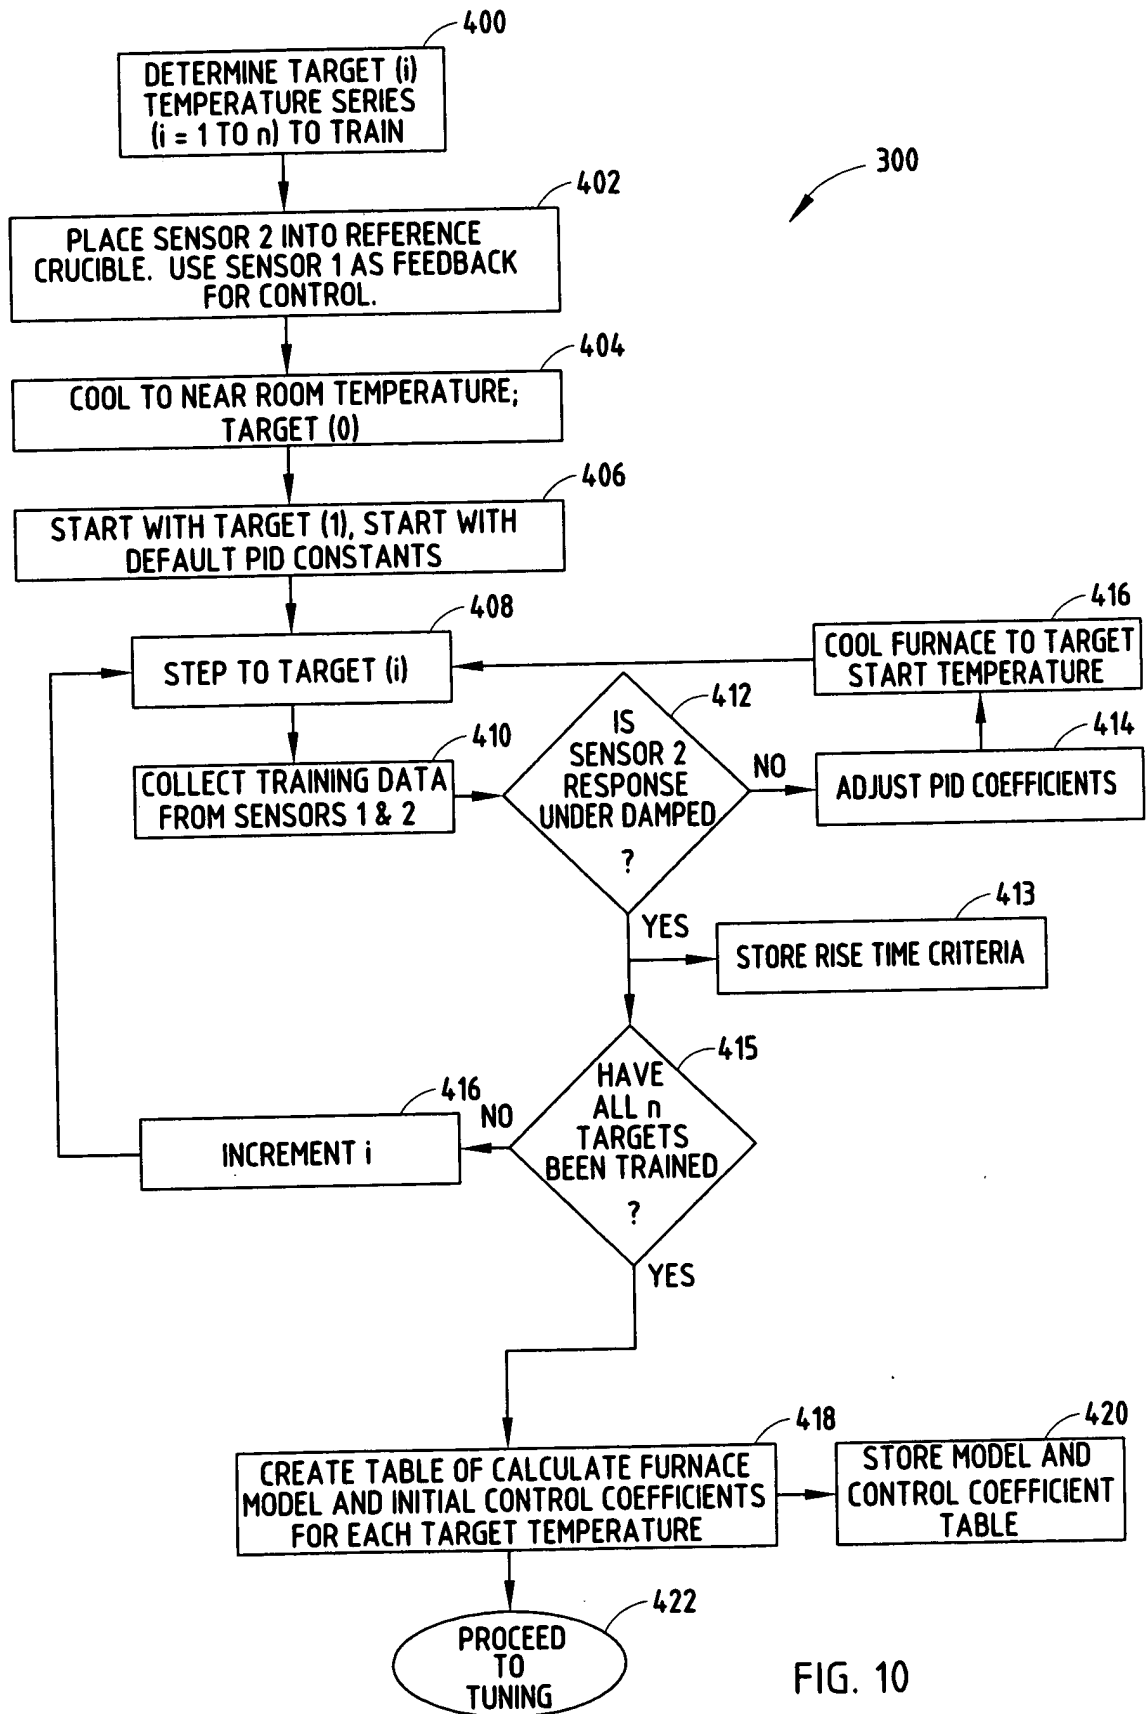 400
DETERMINE TARGET (i)
TEMPERATURE SERIES
(i = 1 TO n) TO TRAIN
300
402
PLACE SENSOR 2 INTO REFERENCE
CRUCIBLE. USE SENSOR 1 AS FEEDBACK
FOR CONTROL.
404
COOL TO NEAR ROOM TEMPERATURE;
TARGET (0)
406
START WITH TARGET (1), START WITH
DEFAULT PID CONSTANTS
408
STEP TO TARGET (i)
416
COOL FURNACE TO TARGET
START TEMPERATURE
410
COLLECT TRAINING DATA
FROM SENSORS 1 & 2
412
IS
SENSOR 2
RESPONSE
UNDER DAMPED
?
NO
414
ADJUST PID COEFFICIENTS
YES
413
STORE RISE TIME CRITERIA
415
HAVE
ALL n
TARGETS
BEEN TRAINED
?
NO
416
INCREMENT i
YES
418
CREATE TABLE OF CALCULATE FURNACE
MODEL AND INITIAL CONTROL COEFFICIENTS
FOR EACH TARGET TEMPERATURE
420
STORE MODEL AND
CONTROL COEFFICIENT
TABLE
422
PROCEED
TO
TUNING
FIG. 10